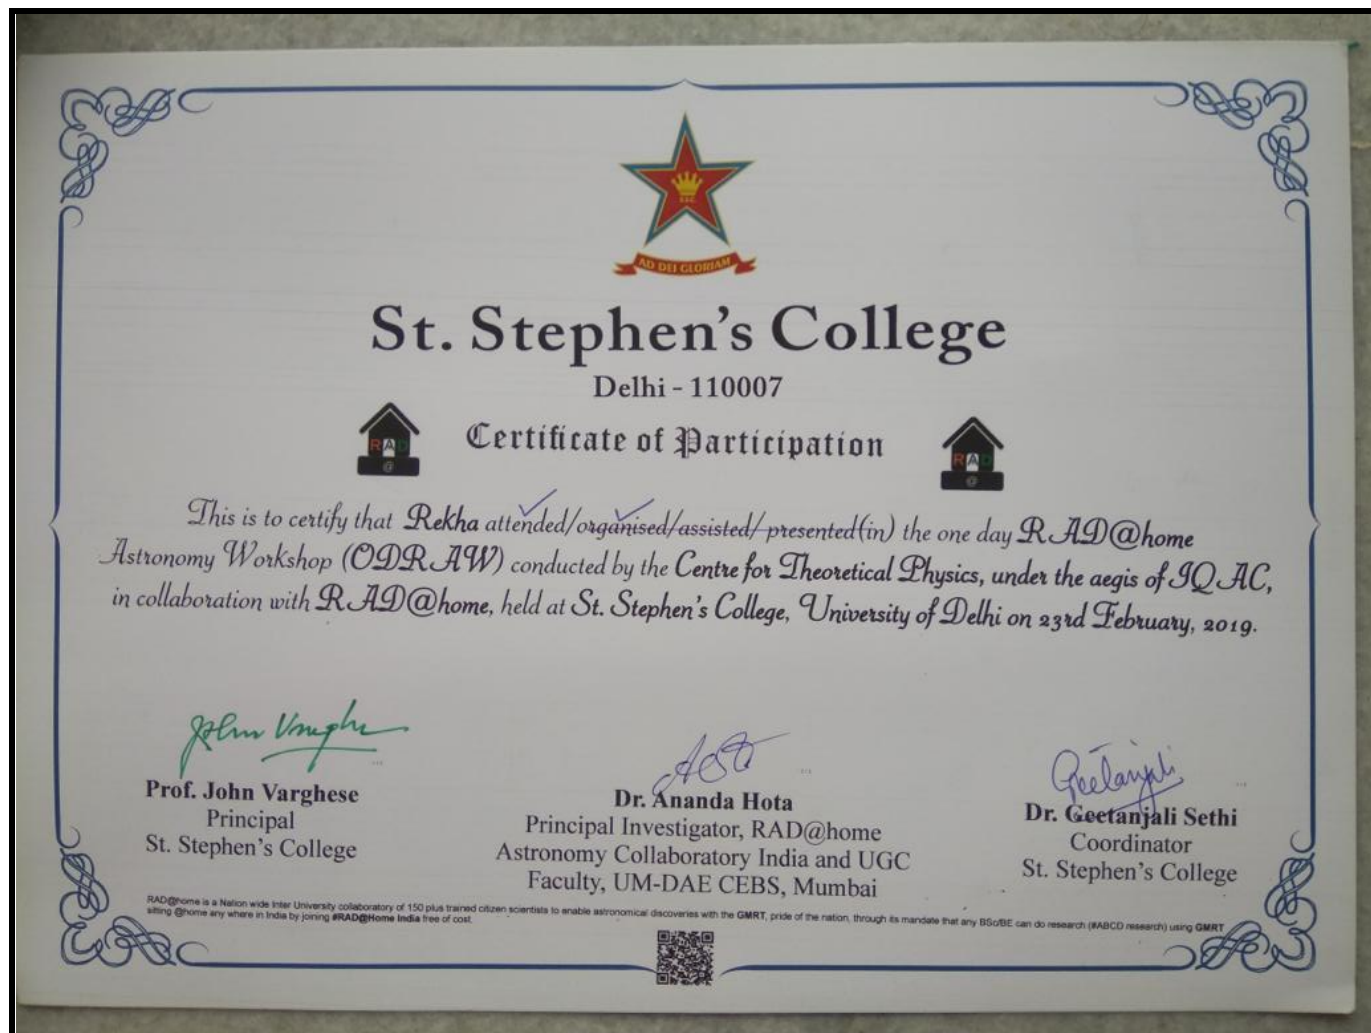 S.S.C.
AD DEI GLORIAM
St. Stephen's College
Delhi - 110007
RAD
@
Certificate of Participation
RAD
@
This is to certify that Rekha attended/organised/assisted/presented(in) the one day RAD@home
Astronomy Workshop (ODRAW) conducted by the Centre for Theoretical Physics, under the aegis of IQAC,
in collaboration with RAD@home, held at St. Stephen's College, University of Delhi on 23rd February, 2019.
Geetanjali
Prof. John Varghese
Principal
St. Stephen's College
Dr. Ananda Hota
Principal Investigator, RAD@home
Astronomy Collaboratory India and UGC
Faculty, UM-DAE CEBS, Mumbai
Dr. Geetanjali Sethi
Coordinator
St. Stephen's College
RAD@home is a Nation wide Inter University collaboratory of 150 plus trained citizen scientists to enable astronomical discoveries with the GMRT, pride of the nation, through its mandate that any BSc/BE can do research (#ABCD research) using GMRT
sitting @home any where in India by joining #RAD@Home India free of cost.